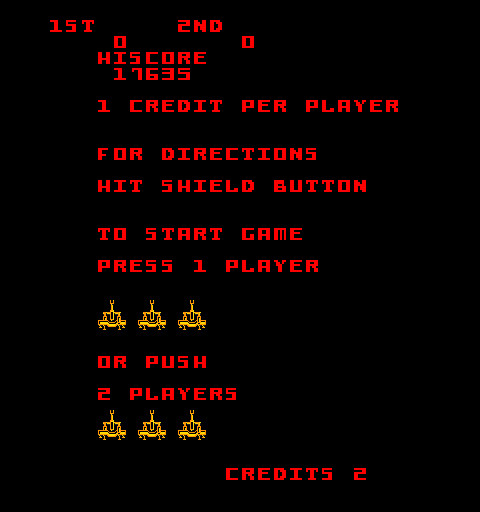 1ST 2ND
0 0
HISCORE
17635
1 CREDIT PER PLAYER
FOR DIRECTIONS
HIT SHIELD BUTTON
TO START GAME
PRESS 1 PLAYER
OR PUSH
2 PLAYERS
CREDITS 2